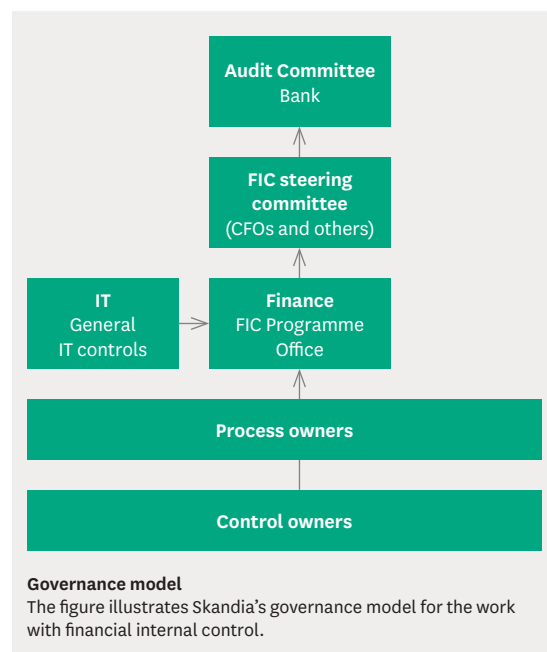 Audit Committee
Bank
FIC steering
committee
(CFOs and others)
IT
General
IT controls
Finance
FIC Programme
Office
Process owners
Control owners
Governance model
The figure illustrates Skandia’s governance model for the work
with financial internal control.